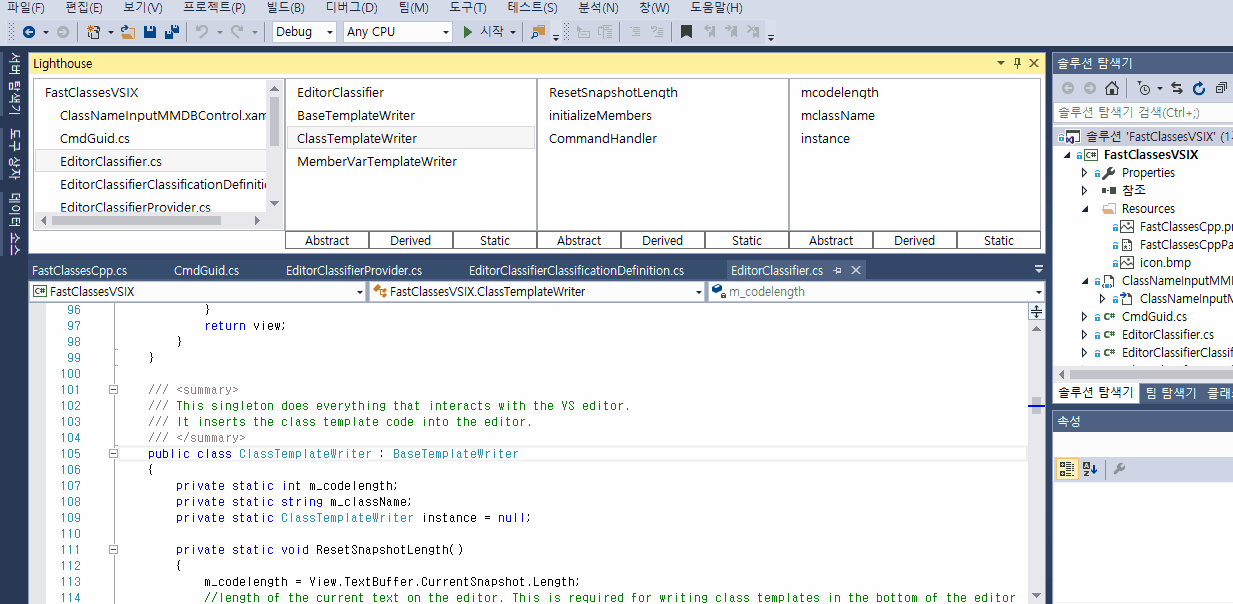 파일(F) 편집(E) 보기(V) 프로젝트(P) 빌드(B) 디버그(D) 팀(M) 도구(T) 테스트(S) 분석(N) 창(W) 도움말(H)
Debug Any CPU 시작
서버 탐색기
도구 상자
데이터 소스
Lighthouse
FastClassesVSIX
ClassNameInputMMDBControl.xam
CmdGuid.cs
EditorClassifier.cs
EditorClassifierClassificationDefinitio
EditorClassifierProvider.cs
EditorClassifier
BaseTemplateWriter
ClassTemplateWriter
MemberVarTemplateWriter
Abstract Derived Static
ResetSnapshotLength
initializeMembers
CommandHandler
Abstract Derived Static
mcodelength
mclassName
instance
Abstract Derived Static
FastClassesCpp.cs CmdGuid.cs EditorClassifierProvider.cs EditorClassifierClassificationDefinition.cs EditorClassifier.cs
FastClassesVSIX FastClassesVSIX.ClassTemplateWriter m_codelength
96 }
97 return view;
98 }
99 }
100
101 /// <summary>
102 /// This singleton does everything that interacts with the VS editor.
103 /// It inserts the class template code into the editor.
104 /// </summary>
105 public class ClassTemplateWriter : BaseTemplateWriter
106 {
107 private static int m_codelength;
108 private static string m_className;
109 private static ClassTemplateWriter instance = null;
110
111 private static void ResetSnapshotLength()
112 {
113 m_codelength = View.TextBuffer.CurrentSnapshot.Length;
114 //length of the current text on the editor. This is required for writing class templates in the bottom of the editor
솔루션 탐색기
솔루션 탐색기 검색(Ctrl+;)
솔루션 'FastClassesVSIX' (1
C# FastClassesVSIX
Properties
참조
Resources
FastClassesCpp.pn
FastClassesCppPa
icon.bmp
ClassNameInputMM
ClassNameInputM
C# CmdGuid.cs
C# EditorClassifier.cs
C# EditorClassifierClassif
솔루션 탐색기 팀 탐색기 클래
속성